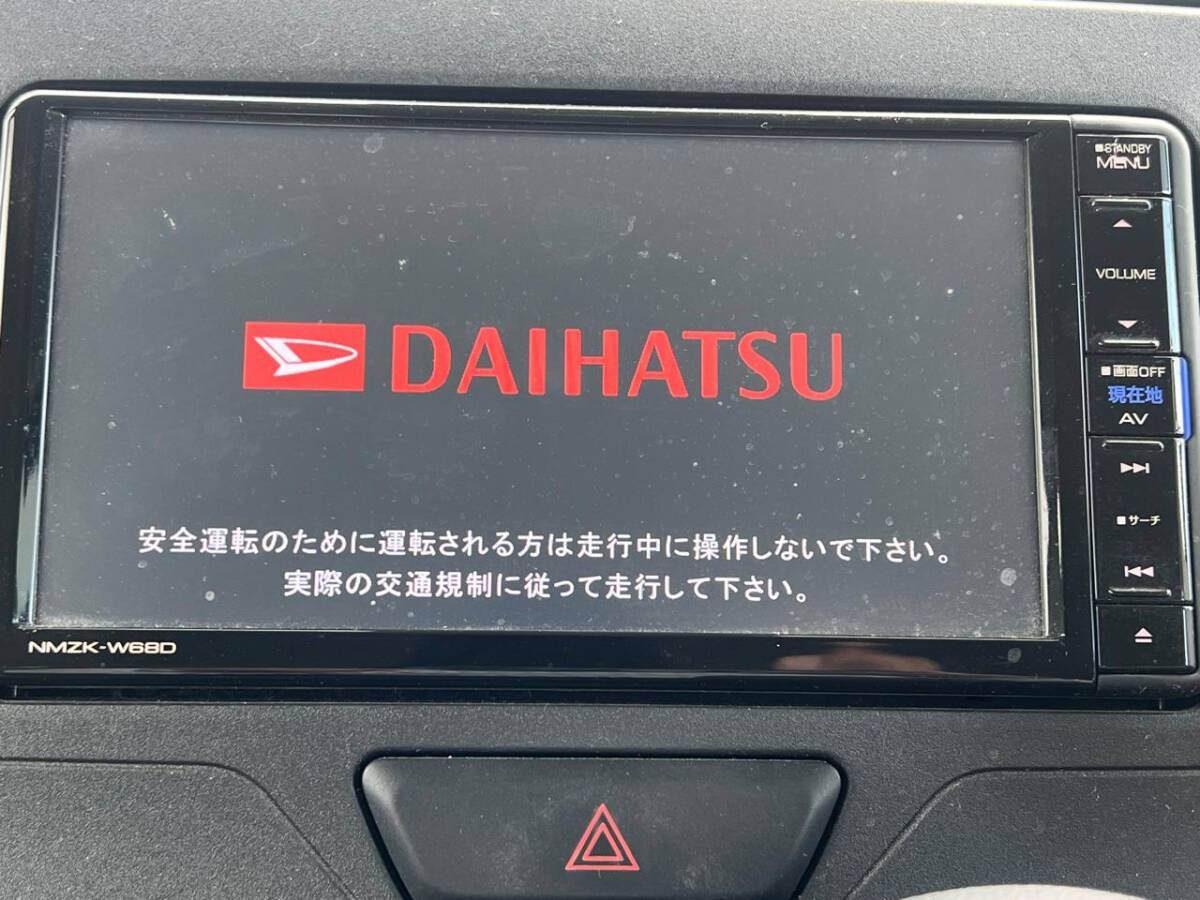 DAIHATSU
安全運転のために運転される方は走行中に操作しないで下さい。
実際の交通規制に従って走行して下さい。
NMZK-W68D
STANDBY
MENU
VOLUME
画面OFF
現在地
AV
サーチ